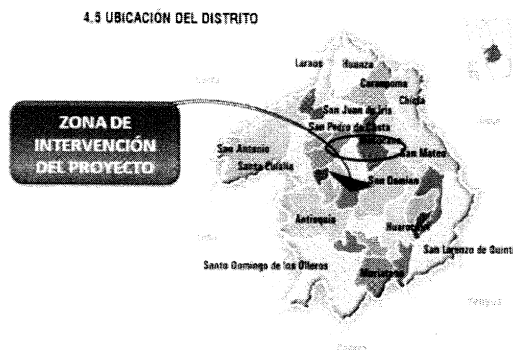 4.5 UBICACIÓN DEL DISTRITO
Laraos
Huanza
Carampoma
Chicla
San Juan de Iris
San Pedro de Casta
San Mateo
ZONA DE
INTERVENCIÓN
DEL PROYECTO
San Antonio
Santa Eulalia
San Damian
Antioquia
Huarochirí
San Lorenzo de Quinti
Santo Domingo de los Olleros
Mariatana